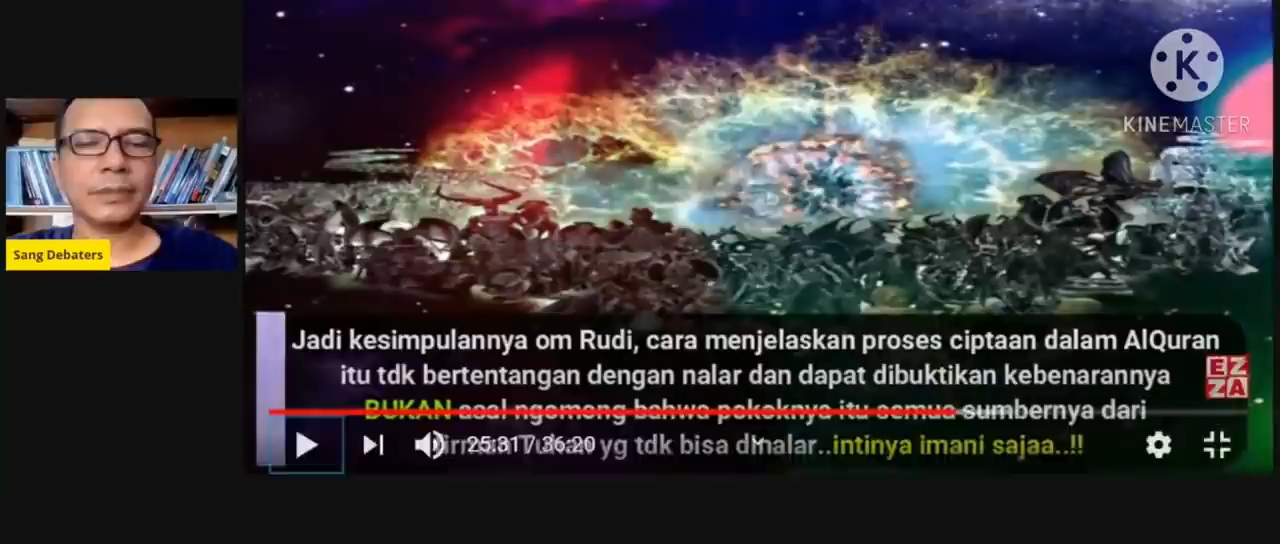 KINEMASTER
Sang Debaters
Jadi kesimpulannya om Rudi, cara menjelaskan proses ciptaan dalam AlQuran
itu tdk bertentangan dengan nalar dan dapat dibuktikan kebenarannya
BUKAN asal ngomong bahwa pokoknya itu semua sumbernya dari
yg tdk bisa dinalar..intinya imani sajaa..!!
EZ
ZA
25:31 / 36:20